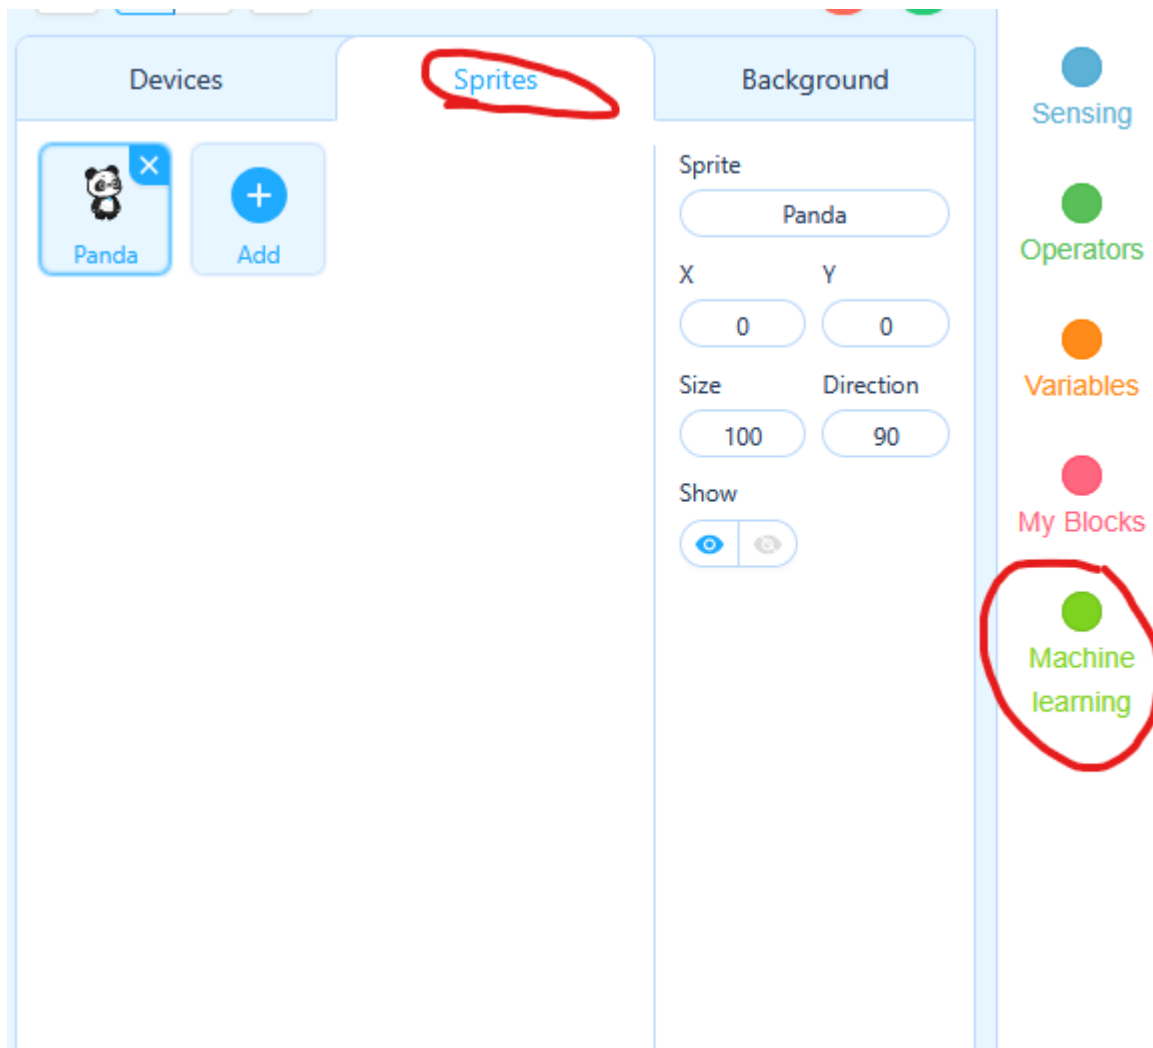 Devices
Sprites
Background
Panda
Add
Sprite
Panda
X Y
0 0
Size Direction
100 90
Show
Sensing
Operators
Variables
My Blocks
Machine
learning